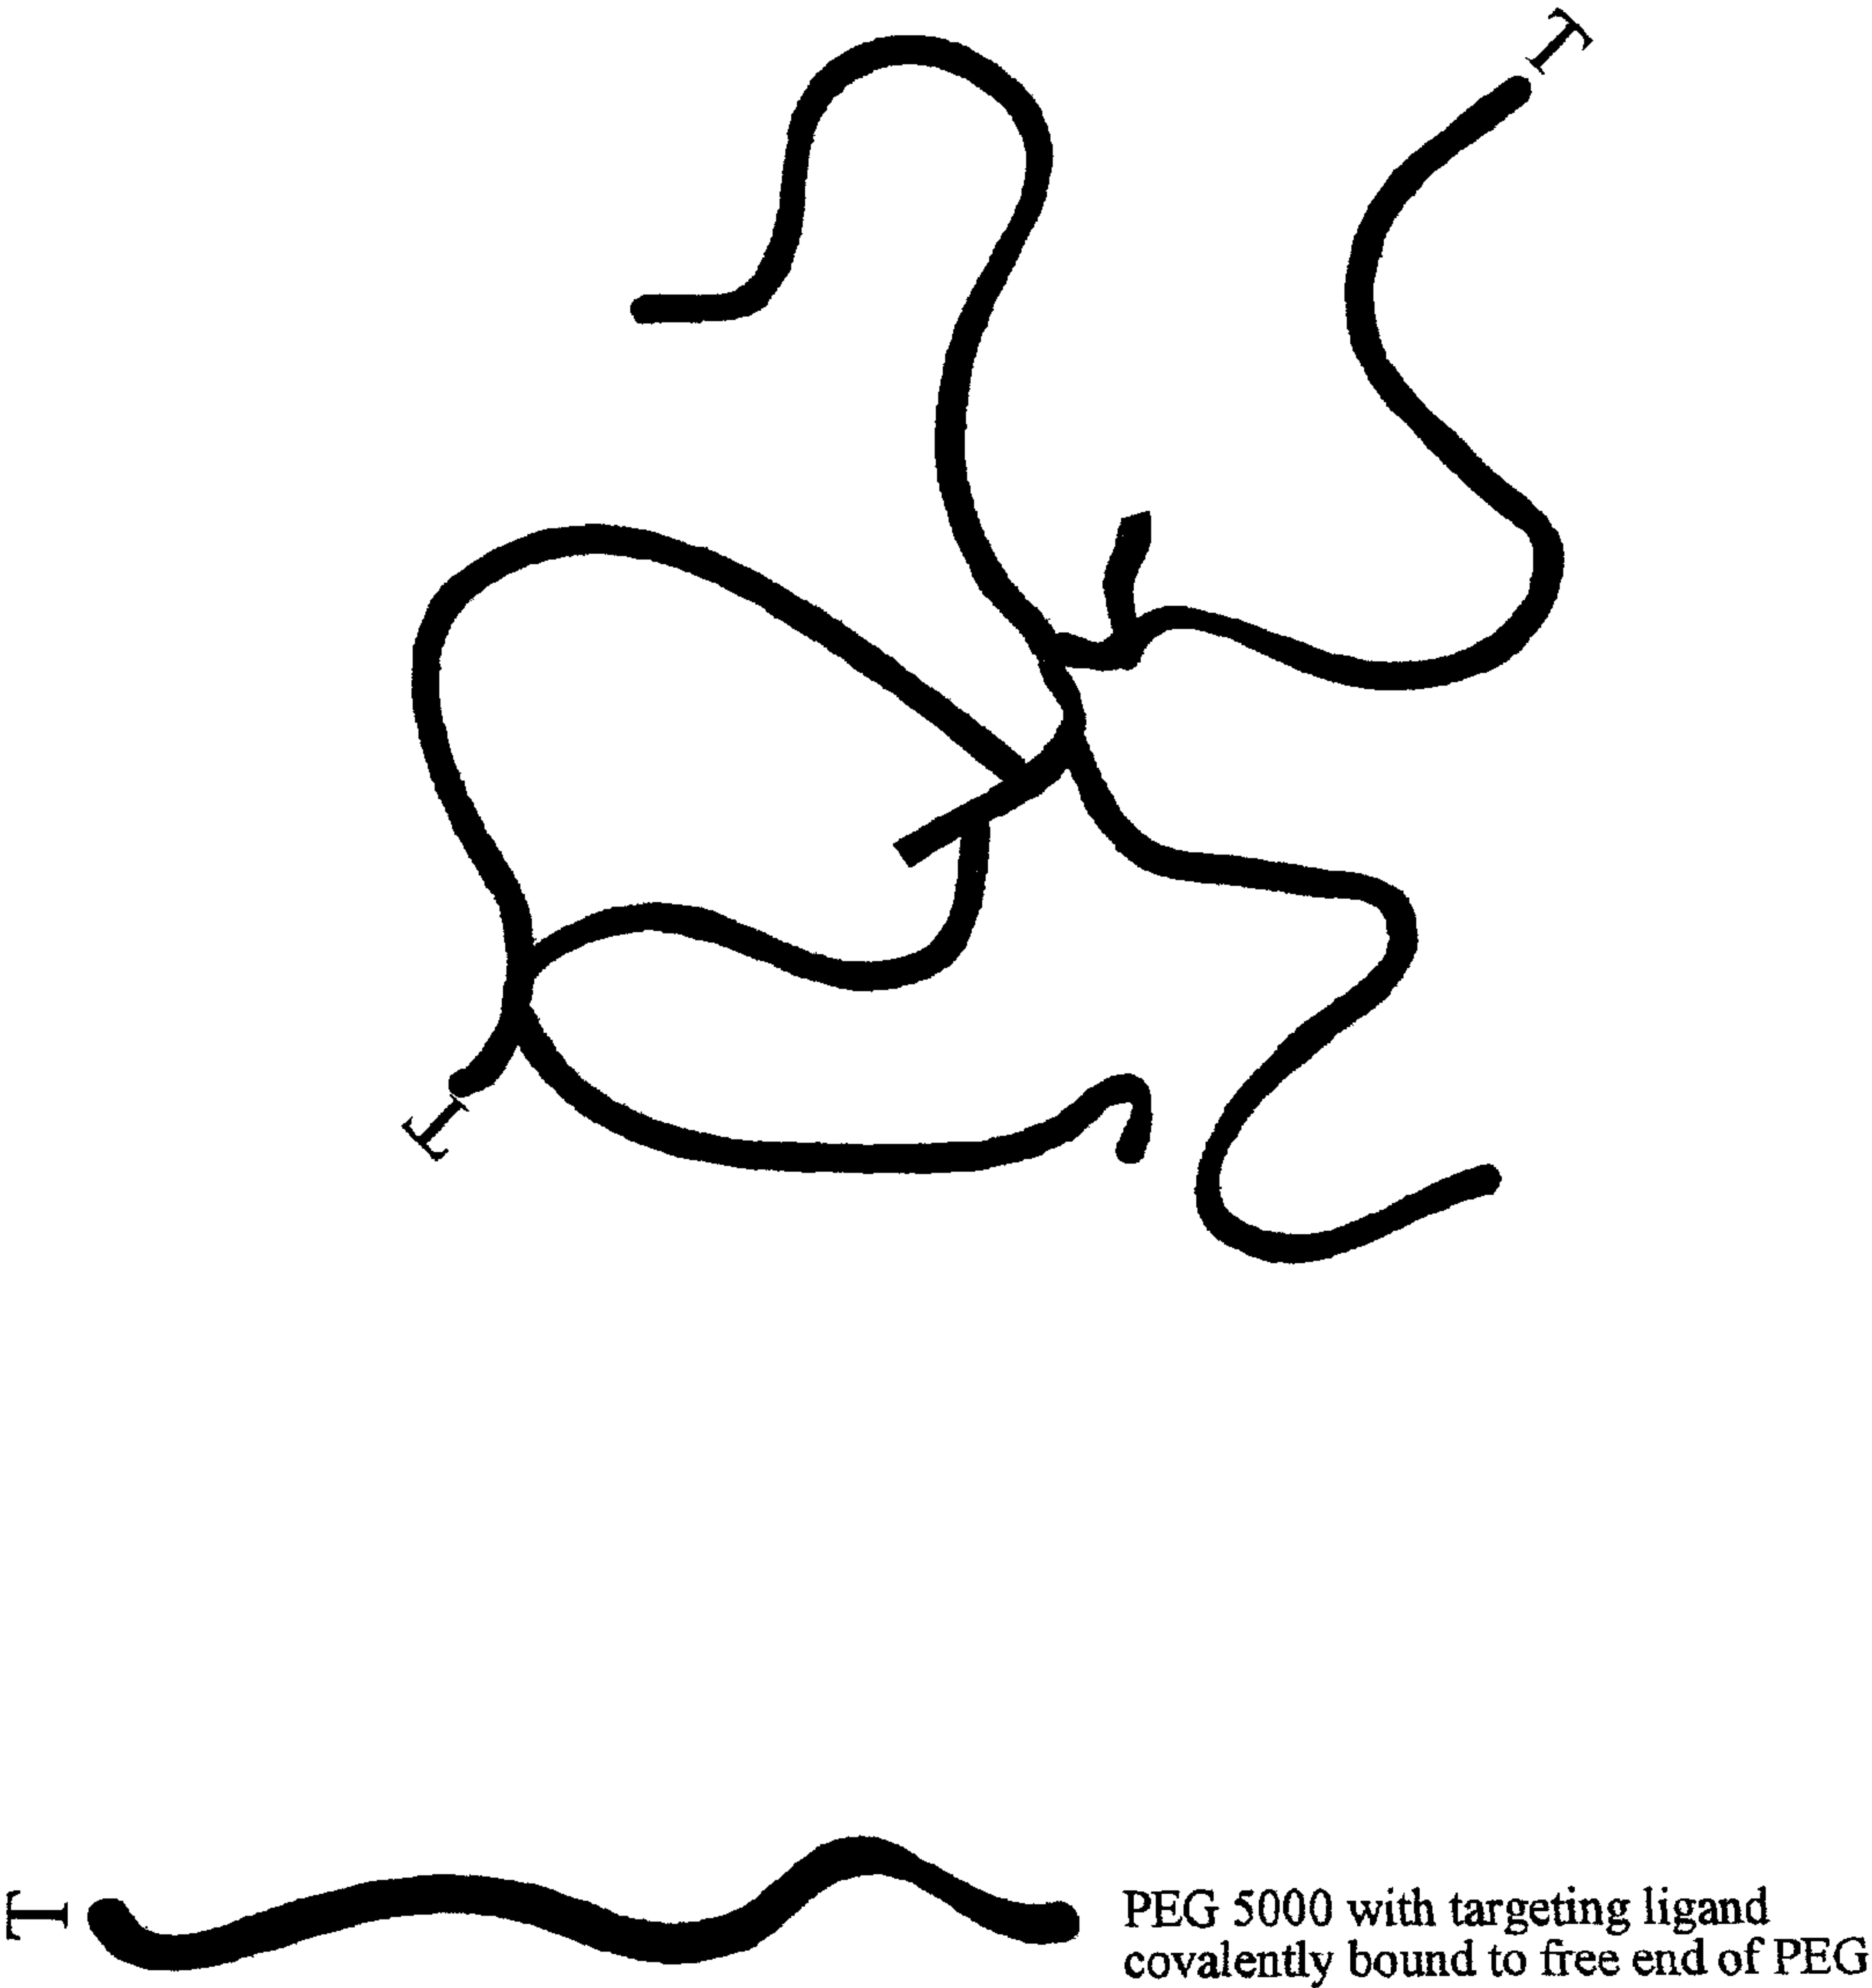 T
T
T
PEG 5000 with targeting ligand
covalently bound to free end of PEG